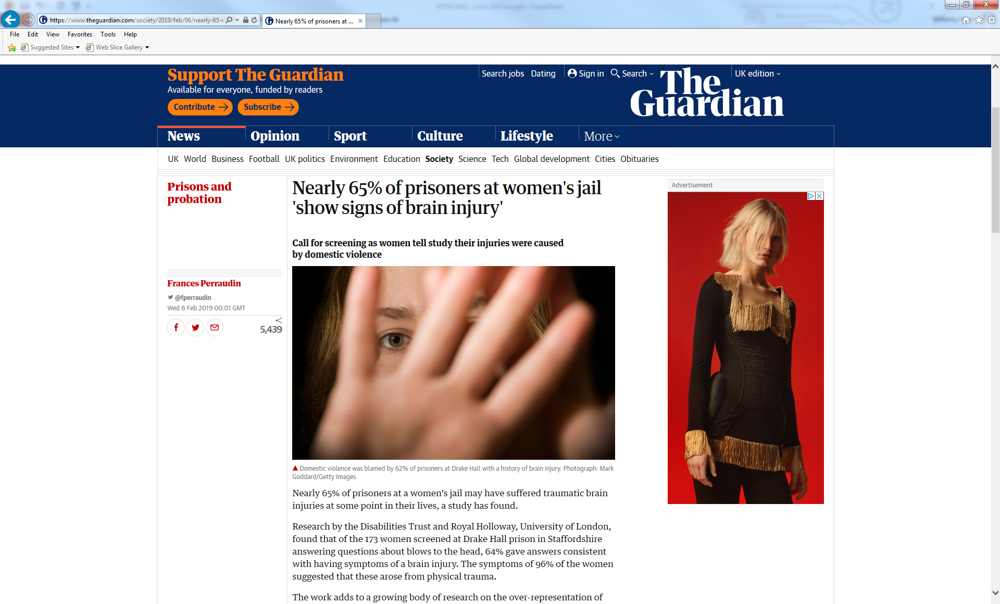 https://www.theguardian.com/society/2019/feb/06/nearly-65-
Nearly 65% of prisoners at ...
File Edit View Favorites Tools Help
Suggested Sites Web Slice Gallery
Support The Guardian
Available for everyone, funded by readers
Contribute Subscribe
Search jobs Dating Sign in Search UK edition
The
Guardian
News Opinion Sport Culture Lifestyle More
UK World Business Football UK politics Environment Education Society Science Tech Global development Cities Obituaries
Prisons and
probation
Nearly 65% of prisoners at women's jail
'show signs of brain injury'
Call for screening as women tell study their injuries were caused
by domestic violence
Frances Perraudin
@fperraudin
Wed 6 Feb 2019 00.01 GMT
5,439
Advertisement
Domestic violence was blamed by 62% of prisoners at Drake Hall with a history of brain injury. Photograph: Mark
Goddard/Getty Images
Nearly 65% of prisoners at a women’s jail may have suffered traumatic brain
injuries at some point in their lives, a study has found.
Research by the Disabilities Trust and Royal Holloway, University of London,
found that of the 173 women screened at Drake Hall prison in Staffordshire
answering questions about blows to the head, 64% gave answers consistent
with having symptoms of a brain injury. The symptoms of 96% of the women
suggested that these arose from physical trauma.
The work adds to a growing body of research on the over-representation of